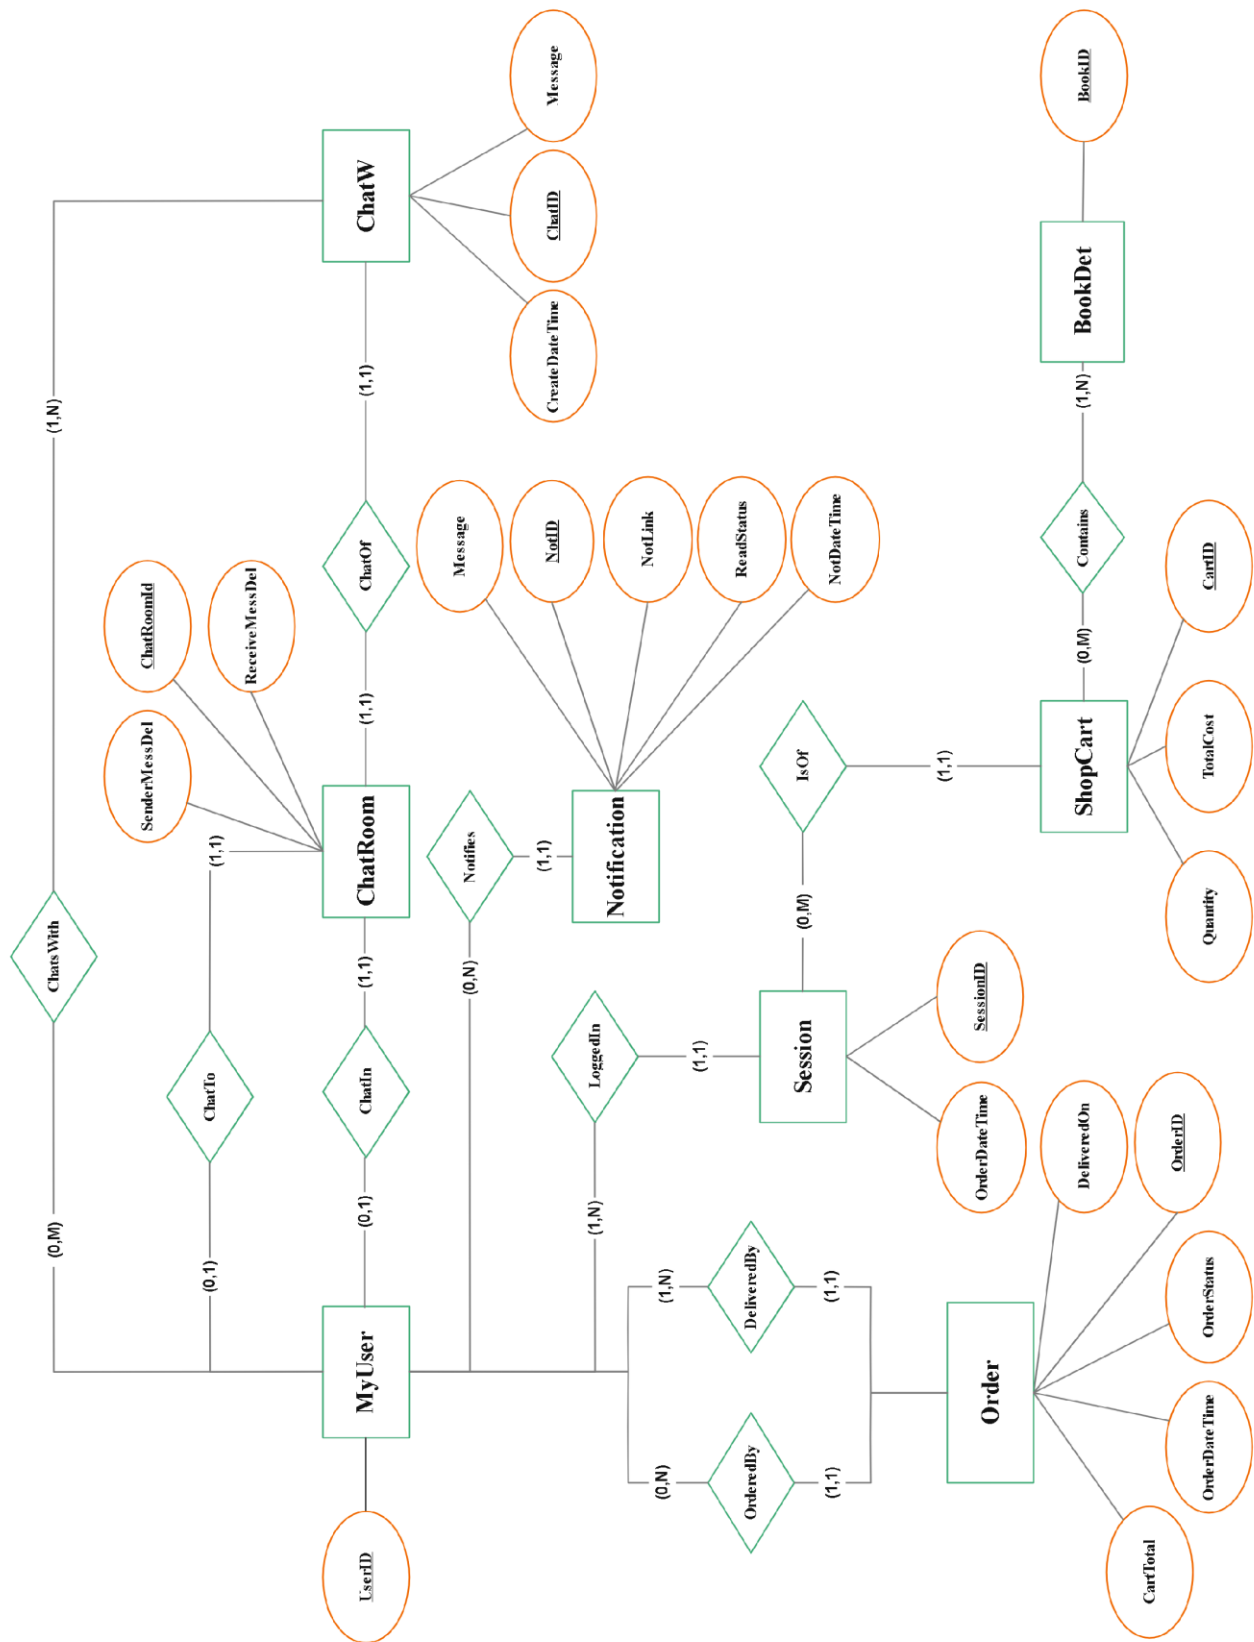 UserID
MyUser
(0,M)
ChatsWith
(1,N)
ChatW
CreateDateTime
ChatID
Message
(0,1)
ChatTo
(1,1)
SenderMessDel
ChatRoomId
ReceiveMessDel
(0,1)
ChatIn
(1,1)
ChatRoom
(1,1)
ChatOf
(1,1)
(0,N)
Notifies
(1,1)
Notification
Message
NotID
NotLink
ReadStatus
NotDateTime
(1,N)
LoggedIn
(1,1)
Session
OrderDateTime
SessionID
(0,M)
IsOf
(1,1)
ShopCart
Quantity
TotalCost
CartID
(0,M)
Contains
(1,N)
BookDet
BookID
(0,N)
OrderedBy
(1,1)
(1,N)
DeliveredBy
(1,1)
Order
CartTotal
OrderDateTime
OrderStatus
OrderID
DeliveredOn